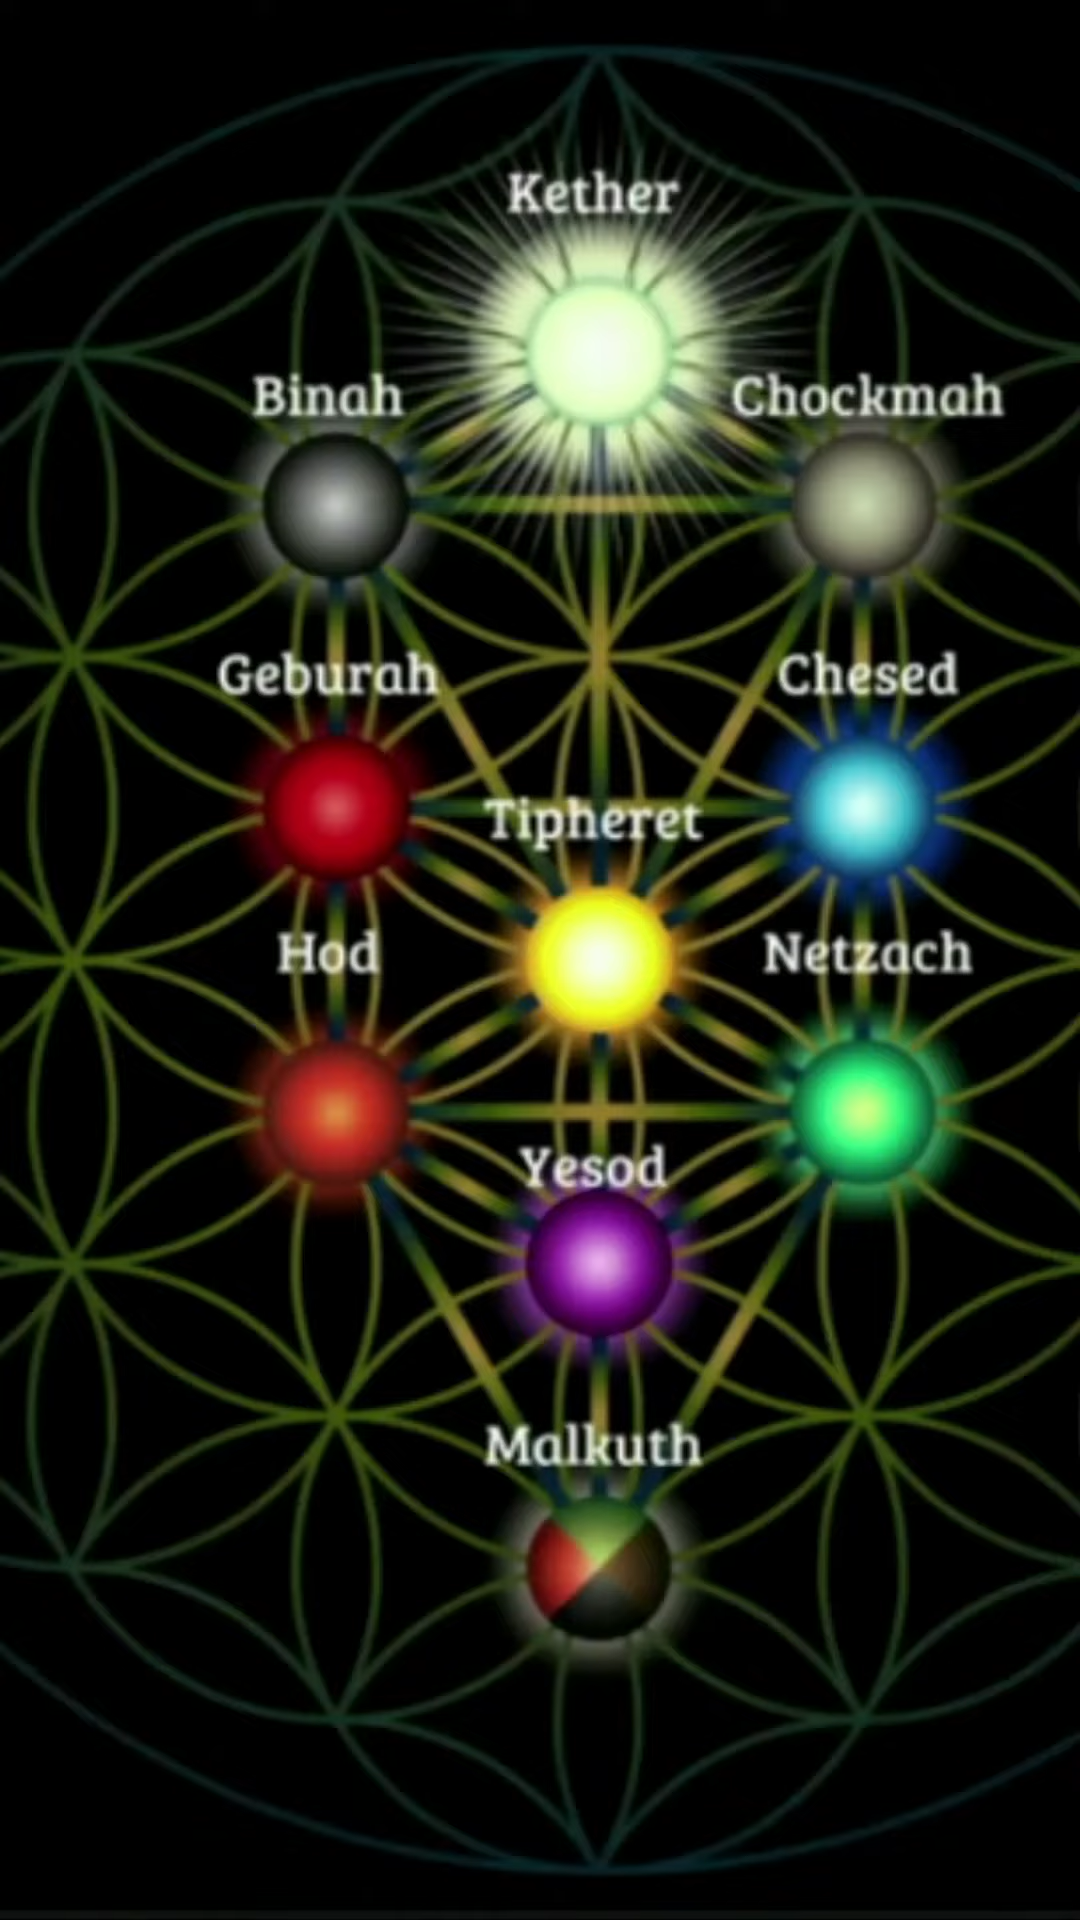 Kether
Binah
Chockmah
Geburah
Chesed
Tipheret
Hod
Netzach
Yesod
Malkuth